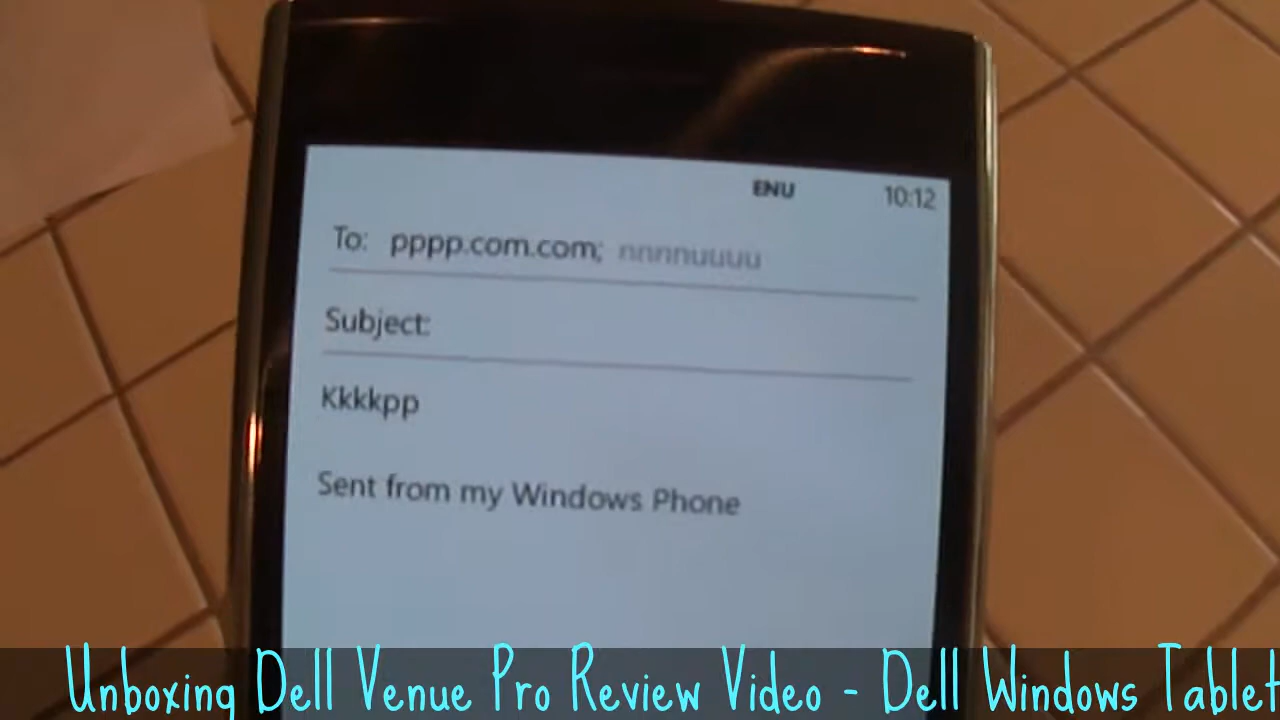 ENU 10:12
To: pppp.com.com; nnnnuuuu
Subject:
Kkkkpp
Sent from my Windows Phone
Unboxing Dell Venue Pro Review Video - Dell Windows Tablet